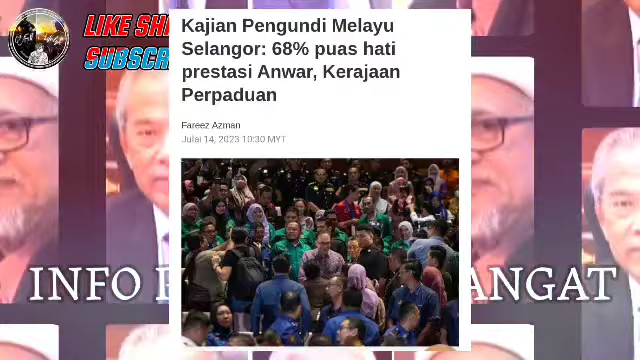 LIKE SH
SUBSCR
Kajian Pengundi Melayu
Selangor: 68% puas hati
prestasi Anwar, Kerajaan
Perpaduan
Fareez Azman
Julai 14, 2023 10:30 MYT
INFO
ANGAT